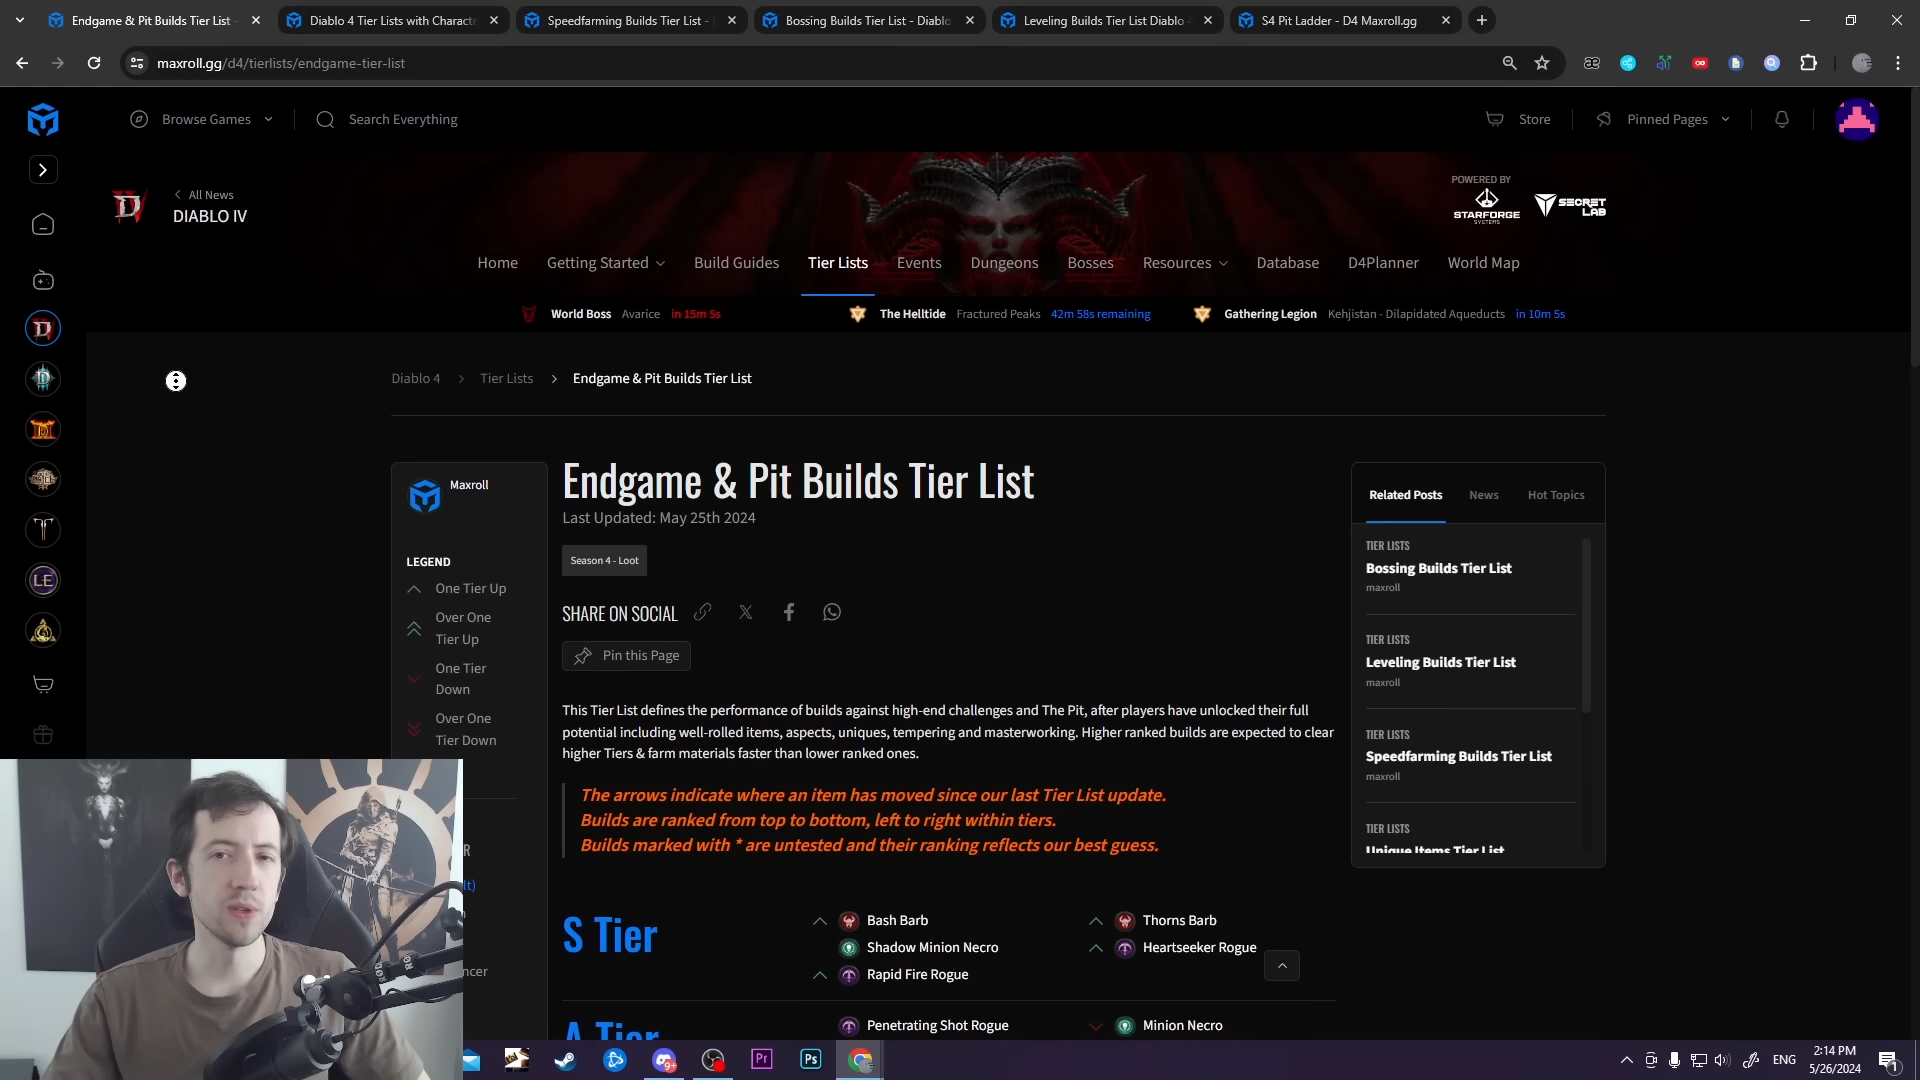 Endgame & Pit Builds Tier List -
Diablo 4 Tier Lists with Characte
Speedfarming Builds Tier List -
Bossing Builds Tier List - Diablo
Leveling Builds Tier List Diablo
S4 Pit Ladder - D4 Maxroll.gg
maxroll.gg/d4/tierlists/endgame-tier-list
Browse Games
Search Everything
Store
Pinned Pages
All News
DIABLO IV
POWERED BY
STARFORGE
SYSTEMS
SECRET
LAB
Home
Getting Started
Build Guides
Tier Lists
Events
Dungeons
Bosses
Resources
Database
D4Planner
World Map
World Boss Avarice in 15m 5s
The Helltide Fractured Peaks 42m 58s remaining
Gathering Legion Kehjistan - Dilapidated Aqueducts in 10m 5s
Diablo 4 > Tier Lists > Endgame & Pit Builds Tier List
Maxroll
LEGEND
One Tier Up
Over One
Tier Up
One Tier
Down
Over One
Tier Down
R
lt)
ncer
Endgame & Pit Builds Tier List
Last Updated: May 25th 2024
Season 4 - Loot
SHARE ON SOCIAL
Pin this Page
This Tier List defines the performance of builds against high-end challenges and The Pit, after players have unlocked their full
potential including well-rolled items, aspects, uniques, tempering and masterworking. Higher ranked builds are expected to clear
higher Tiers & farm materials faster than lower ranked ones.
The arrows indicate where an item has moved since our last Tier List update.
Builds are ranked from top to bottom, left to right within tiers.
Builds marked with * are untested and their ranking reflects our best guess.
S Tier
Bash Barb
Thorns Barb
Shadow Minion Necro
Heartseeker Rogue
Rapid Fire Rogue
A Tier
Penetrating Shot Rogue
Minion Necro
Related Posts
News
Hot Topics
TIER LISTS
Bossing Builds Tier List
maxroll
TIER LISTS
Leveling Builds Tier List
maxroll
TIER LISTS
Speedfarming Builds Tier List
maxroll
TIER LISTS
Unique Items Tier List
LE
9+
Pr
Ps
ENG
2:14 PM
5/26/2024
1